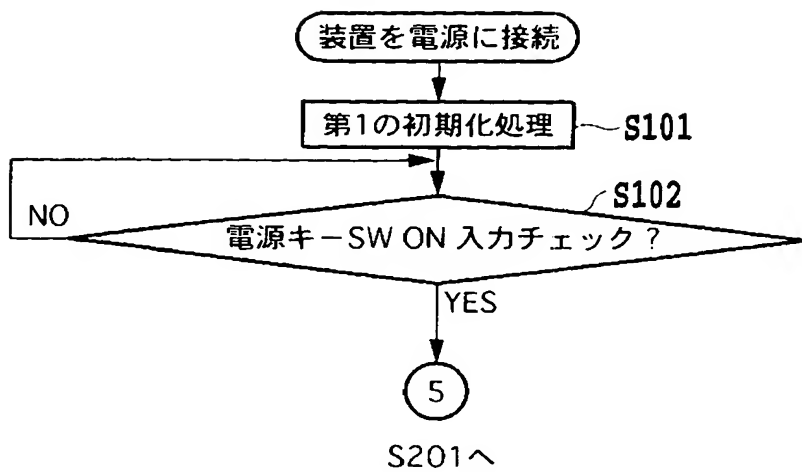 装置を電源に接続
第1の初期化処理
S101
S102
NO
電源キーSW ON 入力チェック?
YES
5
S201へ